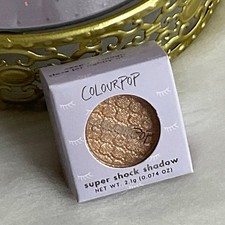 COLOURPOP
super shock shadow
NET WT. 2.1g (0.074 OZ)